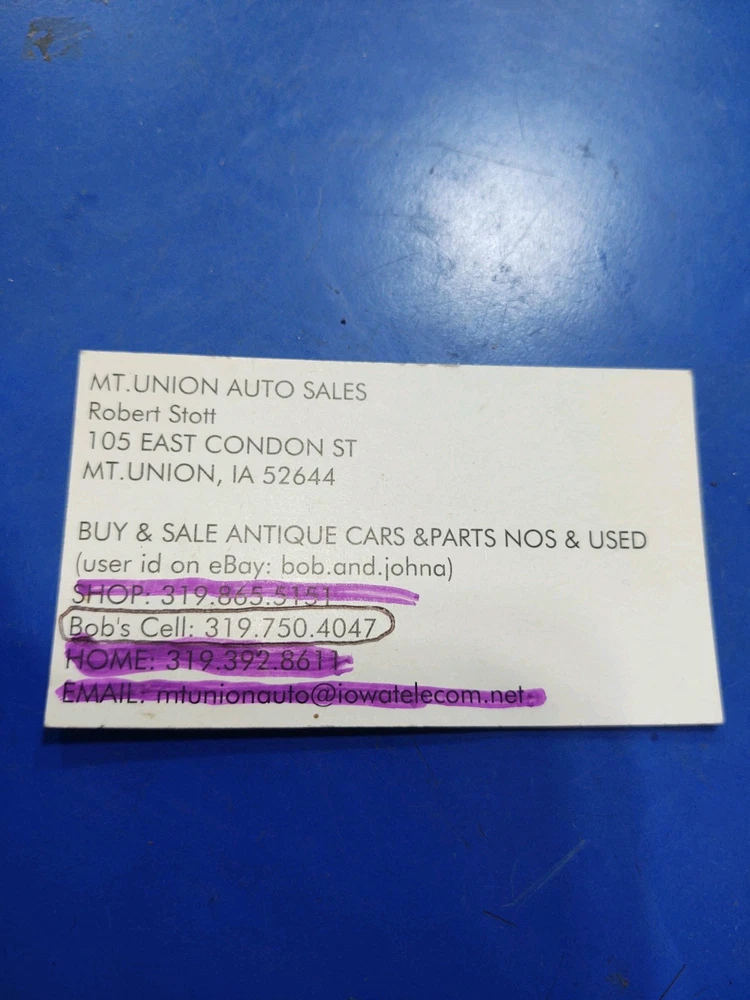 MT.UNION AUTO SALES
Robert Stott
105 EAST CONDON ST
MT.UNION, IA 52644
BUY & SALE ANTIQUE CARS &PARTS NOS & USED
(user id on eBay: bob.and.johna)
SHOP: 319.865.5151
Bob's Cell: 319.750.4047
HOME: 319.392.8611
EMAIL: mtunionauto@iowatelecom.net